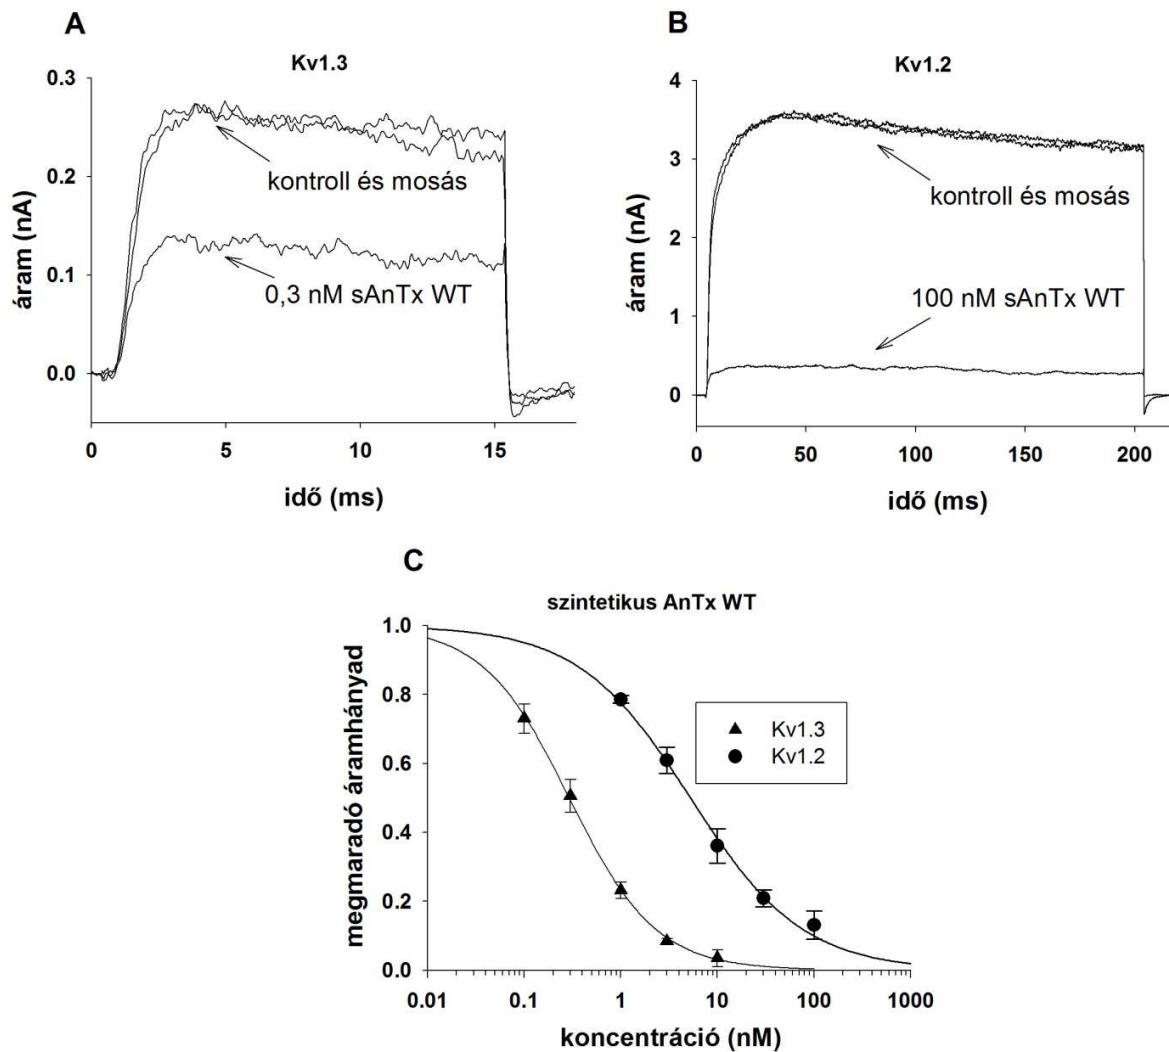 A
Kv1.3
0.3
0.2
0.1
0.0
áram (nA)
kontroll és mosás
0,3 nM sAnTx WT
0
5
10
15
idő (ms)
B
Kv1.2
4
3
2
1
0
áram (nA)
kontroll és mosás
100 nM sAnTx WT
0
50
100
150
200
idő (ms)
C
szintetikus AnTx WT
1.0
0.8
0.6
0.4
0.2
0.0
megmaradó áramhányad
Kv1.3
Kv1.2
0.01
0.1
1
10
100
1000
koncentráció (nM)